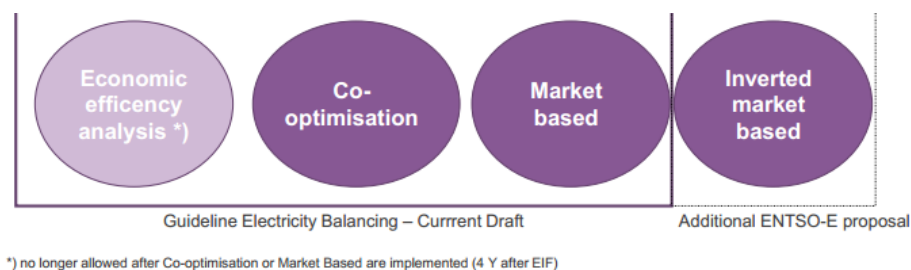 Economic
efficency
analysis *)
Co-
optimisation
Market
based
Inverted
market
based
Guideline Electricity Balancing – Currrent Draft
Additional ENTSO-E proposal
*) no longer allowed after Co-optimisation or Market Based are implemented (4 Y after EIF)